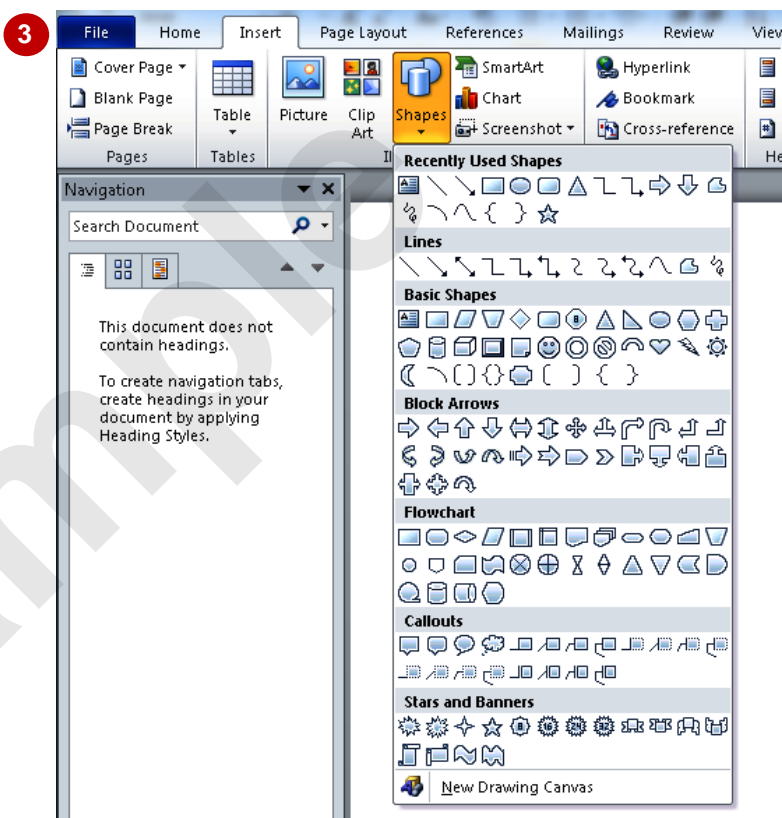 3
File Home Insert Page Layout References Mailings Review View
Cover Page
Blank Page
Page Break
Pages
Table
Tables
Picture
Clip
Art
Shapes
SmartArt
Chart
Screenshot
Hyperlink
Bookmark
Cross-reference
Navigation
Search Document
This document does not
contain headings.
To create navigation tabs,
create headings in your
document by applying
Heading Styles.
Recently Used Shapes
Lines
Basic Shapes
Block Arrows
Flowchart
Callouts
Stars and Banners
New Drawing Canvas